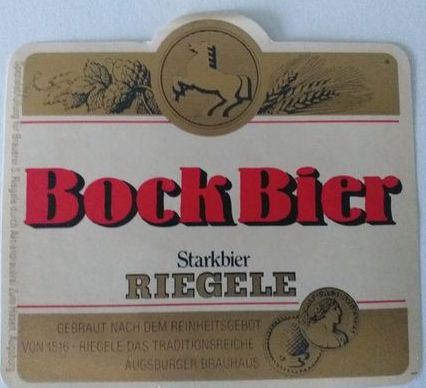 BockBier
Starkbier
RIEGELE
GEBRAUT NACH DEM REINHEITSGEBOT
VON 1516 - RIEGELE DAS TRADITIONSREICHE
AUGSBURGER BRAUHAUS